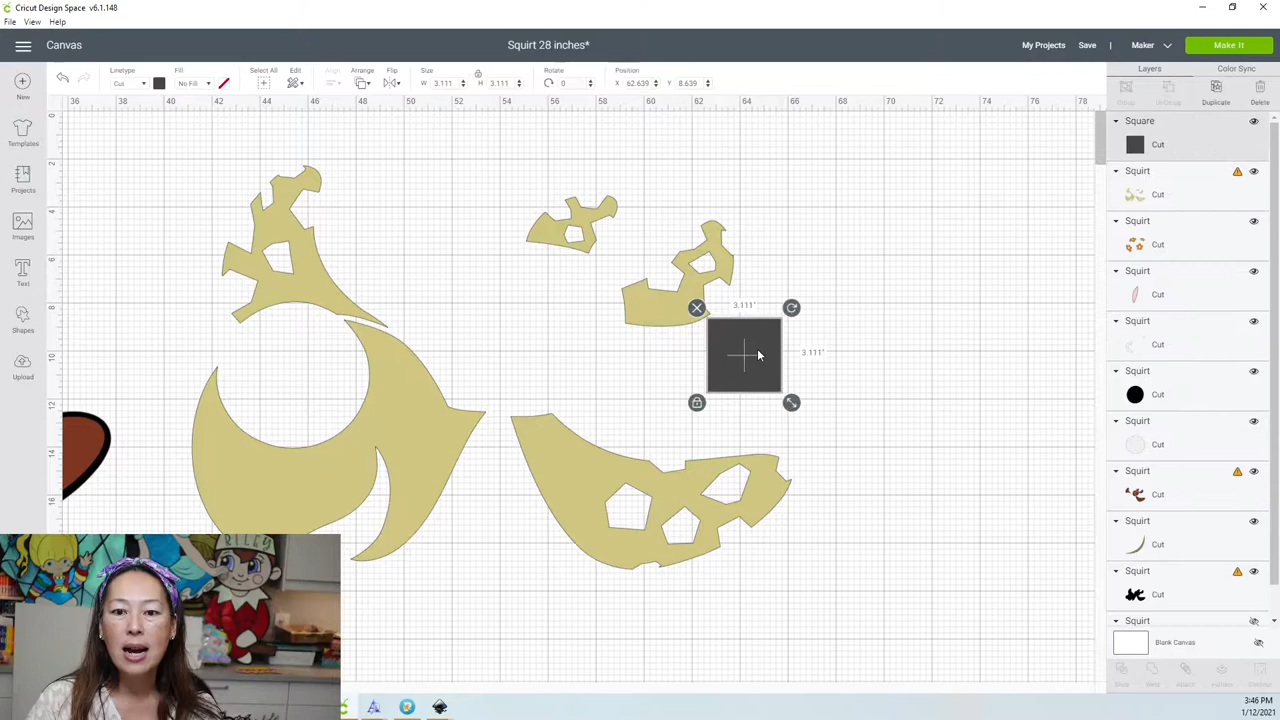 Cricut Design Space v6.1.148
File View Help
Canvas
Squirt 28 inches*
My Projects Save | Maker Make It
Linetype Fill Select All Edit Align Arrange Flip Size Rotate Position
Cut No Fill W 3.111 H 3.111 0 X 62.639 Y 8.639
Layers Color Sync
Group UnGroup Duplicate Delete
36 38 40 42 44 46 48 50 52 54 56 58 60 62 64 66 68 70 72 74 76 78
0
2
4
6
8
10
12
14
16
New
Templates
Projects
Images
Text
Shapes
Upload
3.111"
3.111"
Square
Cut
Squirt
Cut
Squirt
Cut
Squirt
Cut
Squirt
Cut
Squirt
Cut
Squirt
Cut
Squirt
Cut
Squirt
Cut
Squirt
Cut
Squirt
Blank Canvas
Slice Weld Attach Flatten Contour
RILEY
3:46 PM
1/12/2021